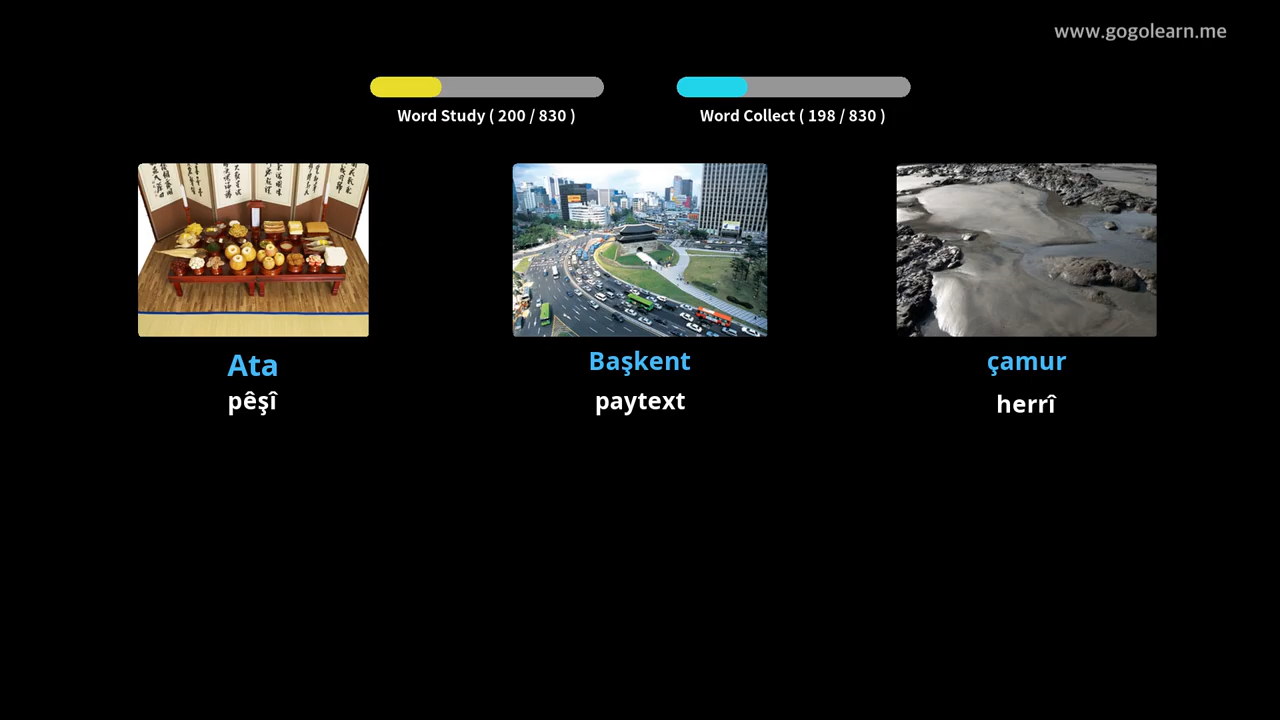 www.gogolearn.me
Word Study ( 200 / 830 )
Word Collect ( 198 / 830 )
Ata
pêşî
Başkent
paytext
çamur
herrî